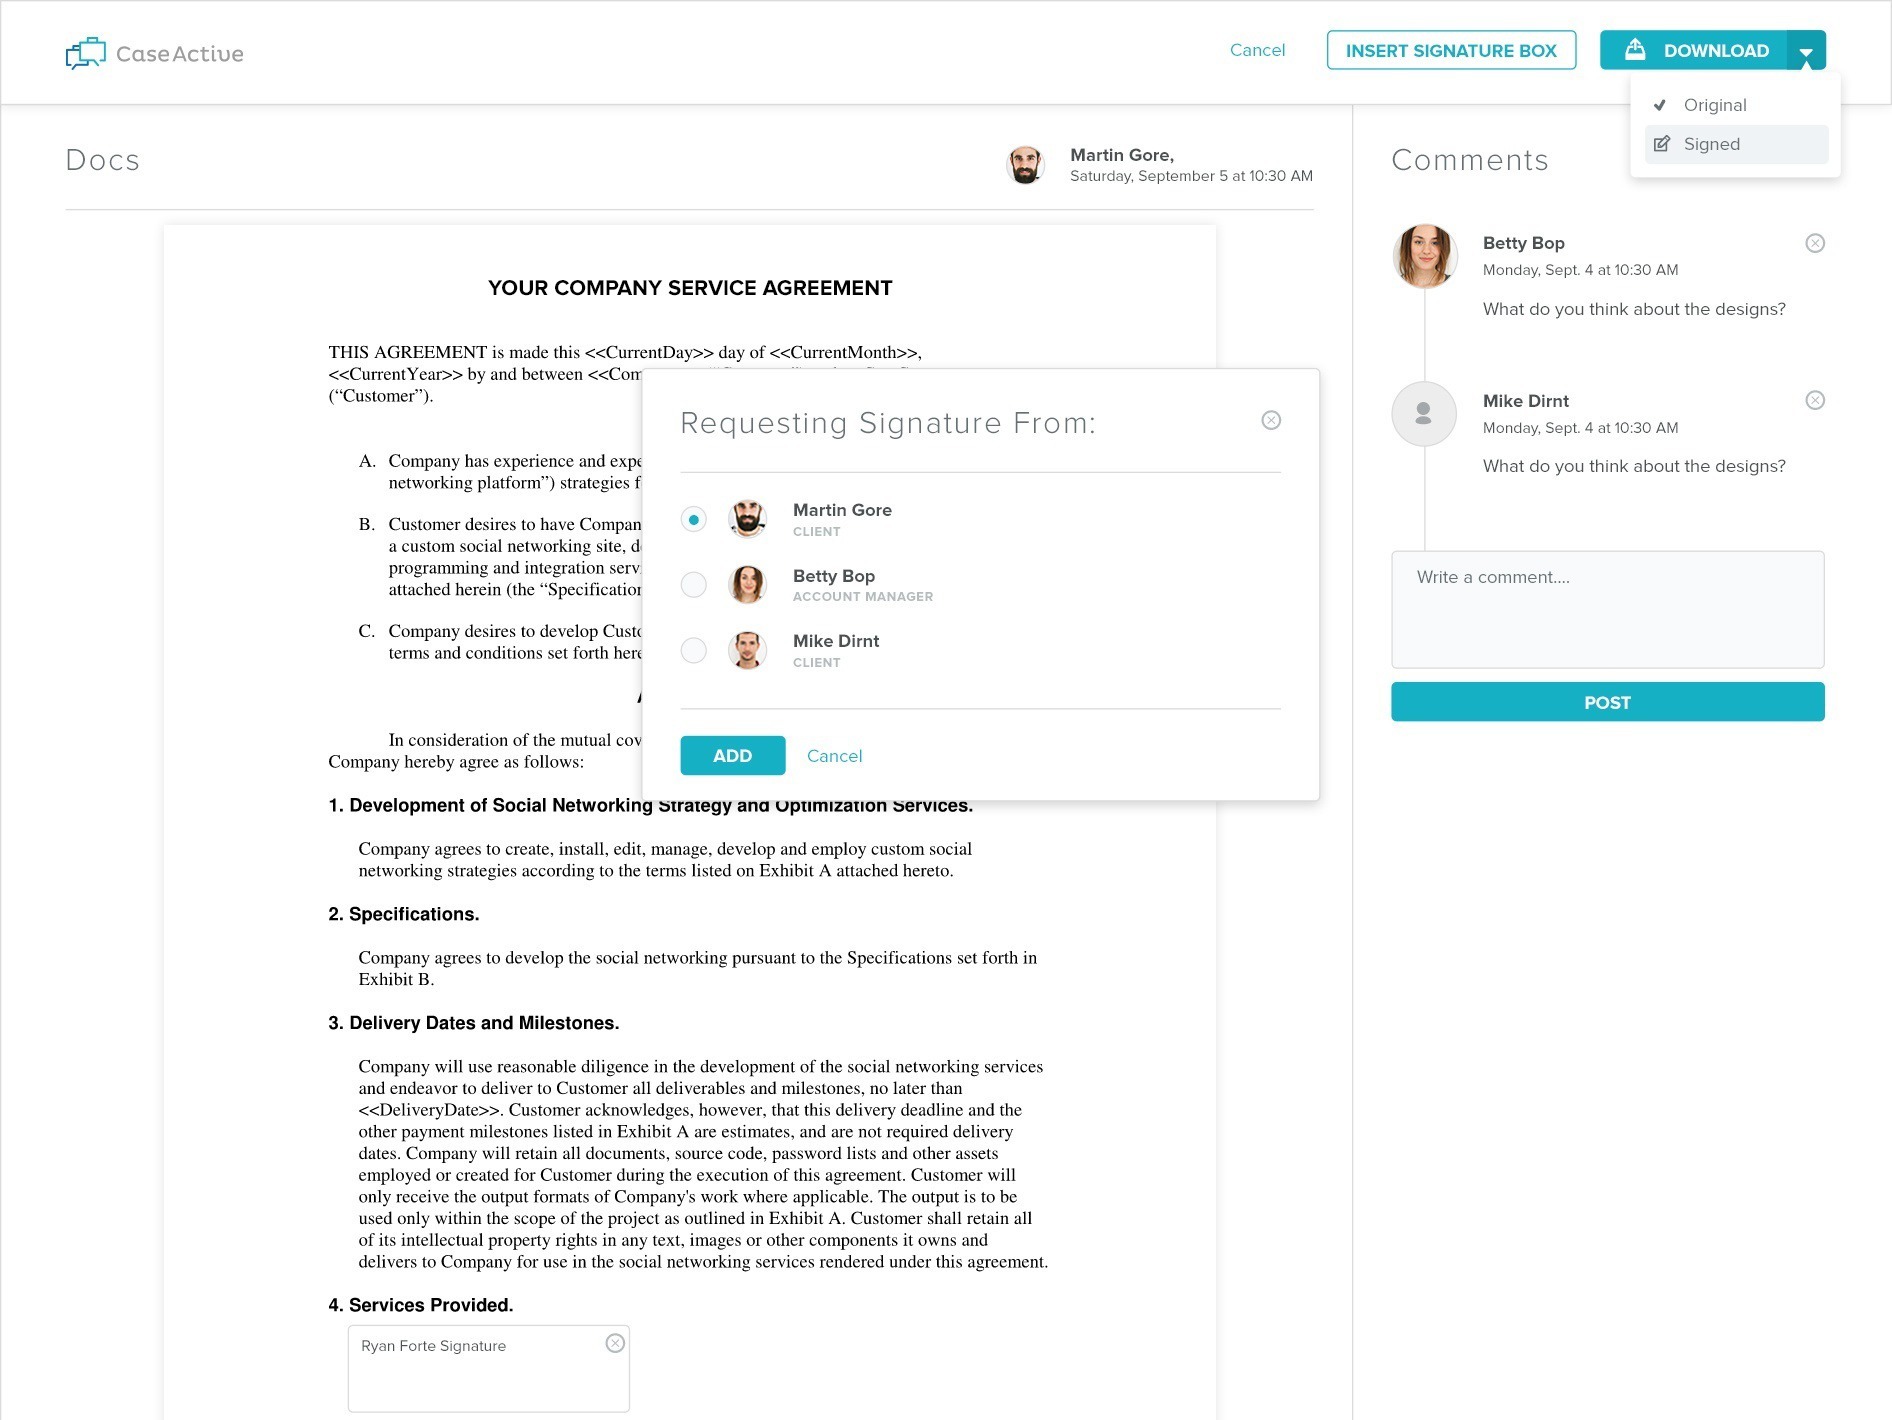 CaseActive
Cancel
INSERT SIGNATURE BOX
DOWNLOAD
Original
Signed
Docs
Martin Gore,
Saturday, September 5 at 10:30 AM
YOUR COMPANY SERVICE AGREEMENT
THIS AGREEMENT is made this <<CurrentDay>> day of <<CurrentMonth>>,
<<CurrentYear>> by and between <<Com
(“Customer”).
A. Company has experience and expe
networking platform”) strategies f
B. Customer desires to have Compan
a custom social networking site, d
programming and integration serv
attached herein (the “Specification
C. Company desires to develop Custo
terms and conditions set forth here
In consideration of the mutual cov
Company hereby agree as follows:
1. Development of Social Networking Strategy and Optimization Services.
Company agrees to create, install, edit, manage, develop and employ custom social
networking strategies according to the terms listed on Exhibit A attached hereto.
2. Specifications.
Company agrees to develop the social networking pursuant to the Specifications set forth in
Exhibit B.
3. Delivery Dates and Milestones.
Company will use reasonable diligence in the development of the social networking services
and endeavor to deliver to Customer all deliverables and milestones, no later than
<<DeliveryDate>>. Customer acknowledges, however, that this delivery deadline and the
other payment milestones listed in Exhibit A are estimates, and are not required delivery
dates. Company will retain all documents, source code, password lists and other assets
employed or created for Customer during the execution of this agreement. Customer will
only receive the output formats of Company's work where applicable. The output is to be
used only within the scope of the project as outlined in Exhibit A. Customer shall retain all
of its intellectual property rights in any text, images or other components it owns and
delivers to Company for use in the social networking services rendered under this agreement.
4. Services Provided.
Ryan Forte Signature
Requesting Signature From:
Martin Gore
CLIENT
Betty Bop
ACCOUNT MANAGER
Mike Dirnt
CLIENT
ADD
Cancel
Comments
Betty Bop
Monday, Sept. 4 at 10:30 AM
What do you think about the designs?
Mike Dirnt
Monday, Sept. 4 at 10:30 AM
What do you think about the designs?
Write a comment....
POST